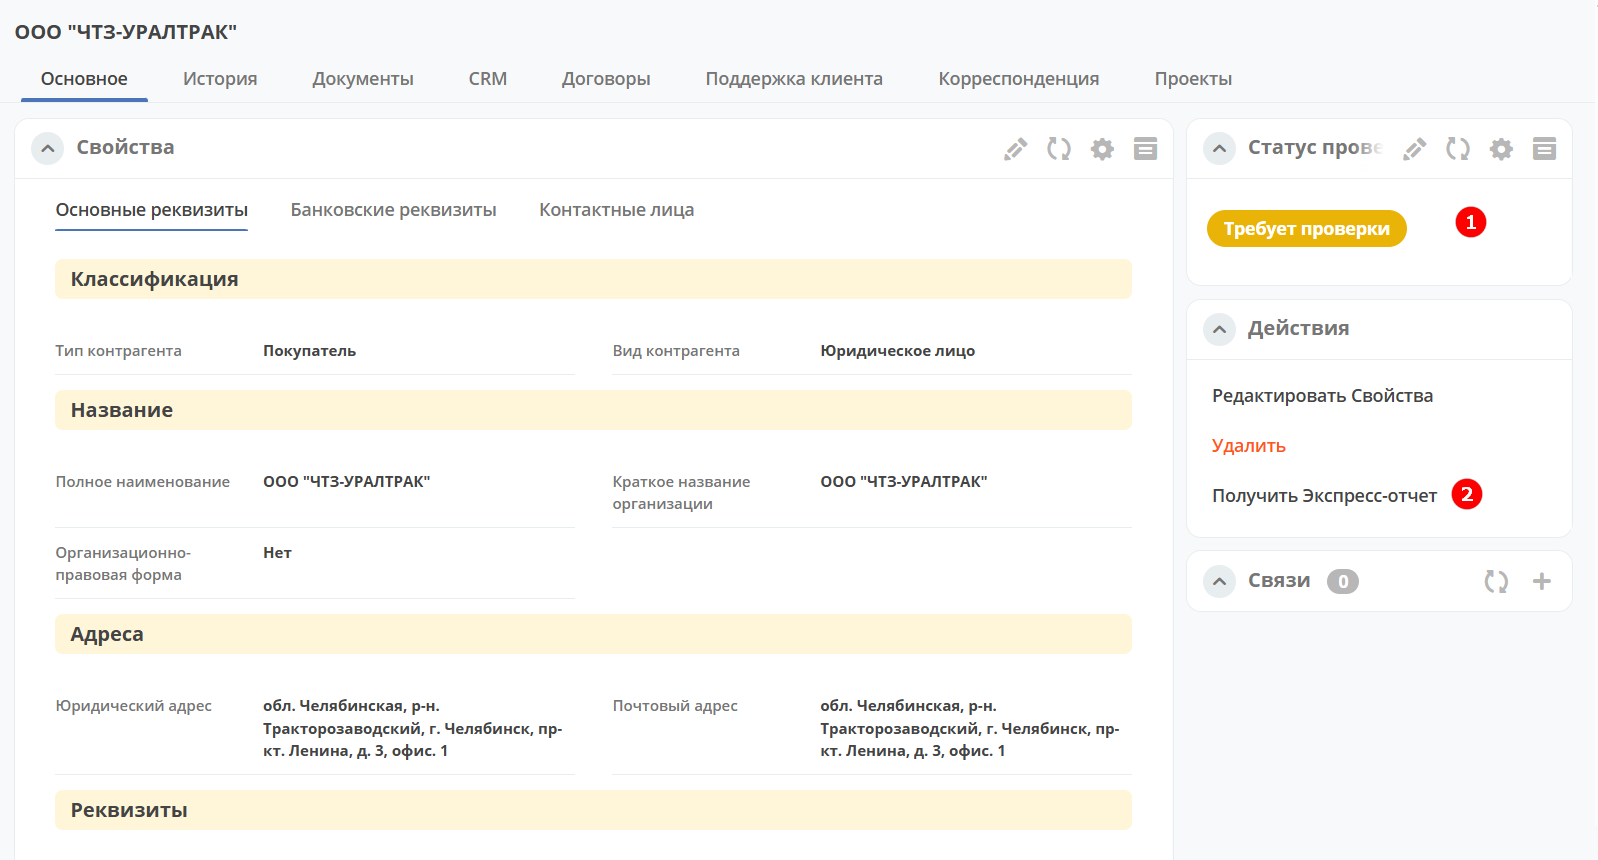 ООО "ЧТЗ-УРАЛТРАК"
Основное История Документы CRM Договоры Поддержка клиента Корреспонденция Проекты
Свойства
Основные реквизиты Банковские реквизиты Контактные лица
Классификация
Тип контрагента Покупатель Вид контрагента Юридическое лицо
Название
Полное наименование ООО "ЧТЗ-УРАЛТРАК" Краткое название
организации ООО "ЧТЗ-УРАЛТРАК"
Организационно-
правовая форма Нет
Адреса
Юридический адрес обл. Челябинская, р-н.
Тракторозаводский, г. Челябинск, пр-
кт. Ленина, д. 3, офис. 1
Почтовый адрес обл. Челябинская, р-н.
Тракторозаводский, г. Челябинск, пр-
кт. Ленина, д. 3, офис. 1
Реквизиты
Статус прове
Требует проверки 1
Действия
Редактировать Свойства
Удалить
Получить Экспресс-отчет 2
Связи 0